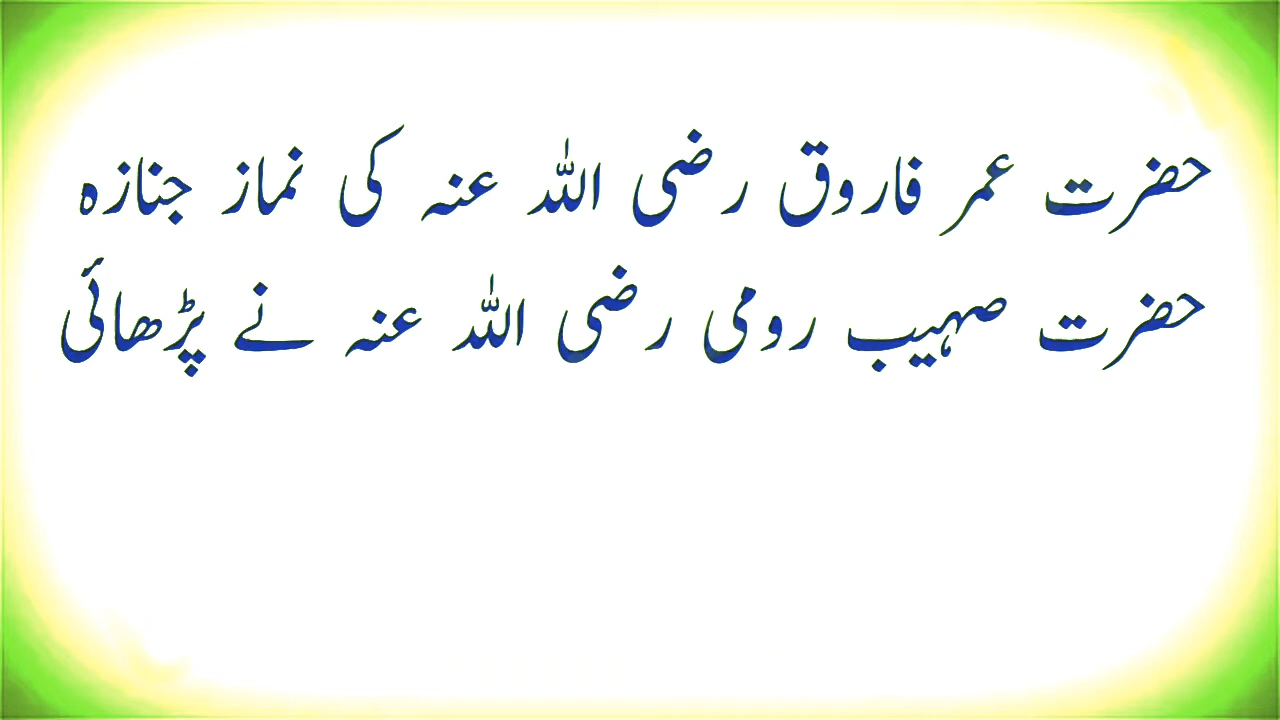 حضرت عمر فاروق رضی اللہ عنہ کی نماز جنازہ
حضرت صہیب رومی رضی اللہ عنہ نے پڑھائی